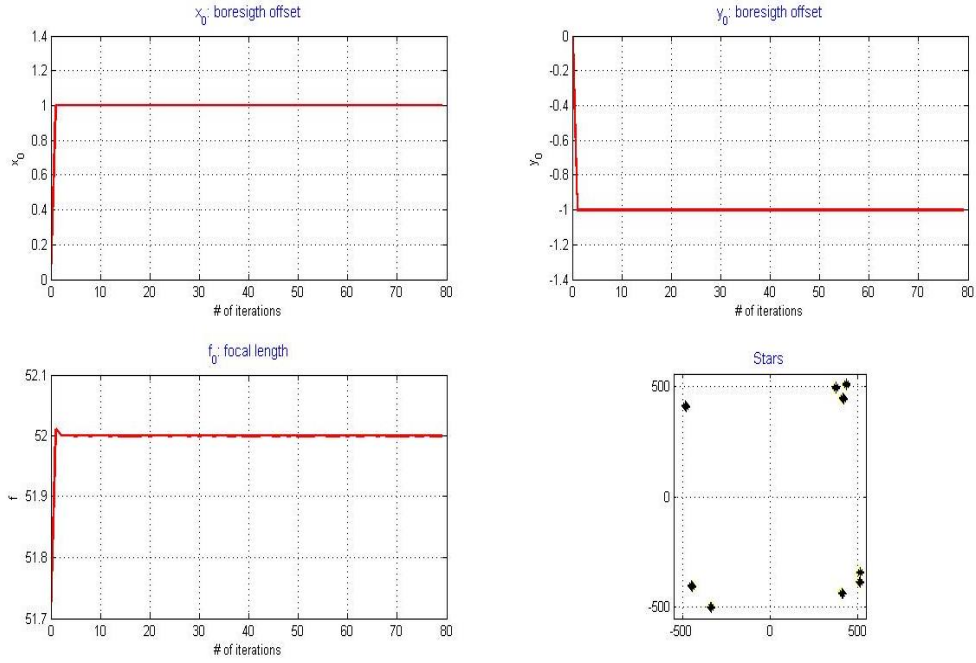 x0: boresigth offset
1.4
1.2
1
0.8
0.6
0.4
0.2
0
x0
0 10 20 30 40 50 60 70 80
# of iterations
y0: boresigth offset
0
-0.2
-0.4
-0.6
-0.8
-1
-1.2
-1.4
y0
0 10 20 30 40 50 60 70 80
# of iterations
f0: focal length
52.1
52
51.9
51.8
51.7
f
0 10 20 30 40 50 60 70 80
# of iterations
Stars
500
0
-500
-500 0 500